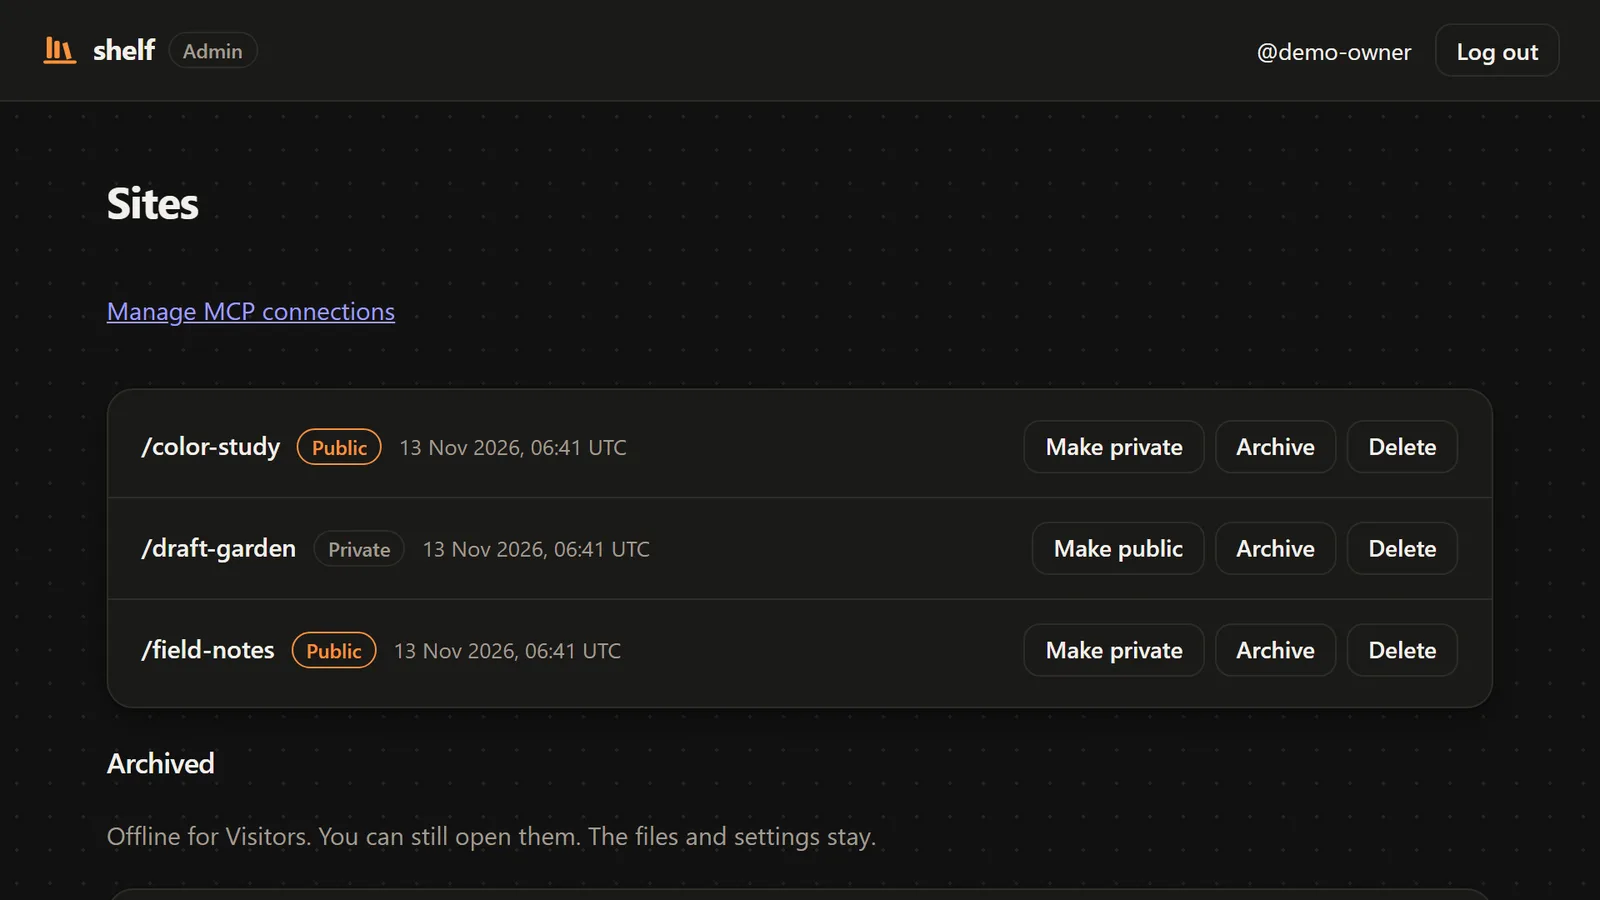 shelf Admin @demo-owner Log out
Sites
Manage MCP connections
/color-study Public 13 Nov 2026, 06:41 UTC Make private Archive Delete
/draft-garden Private 13 Nov 2026, 06:41 UTC Make public Archive Delete
/field-notes Public 13 Nov 2026, 06:41 UTC Make private Archive Delete
Archived
Offline for Visitors. You can still open them. The files and settings stay.